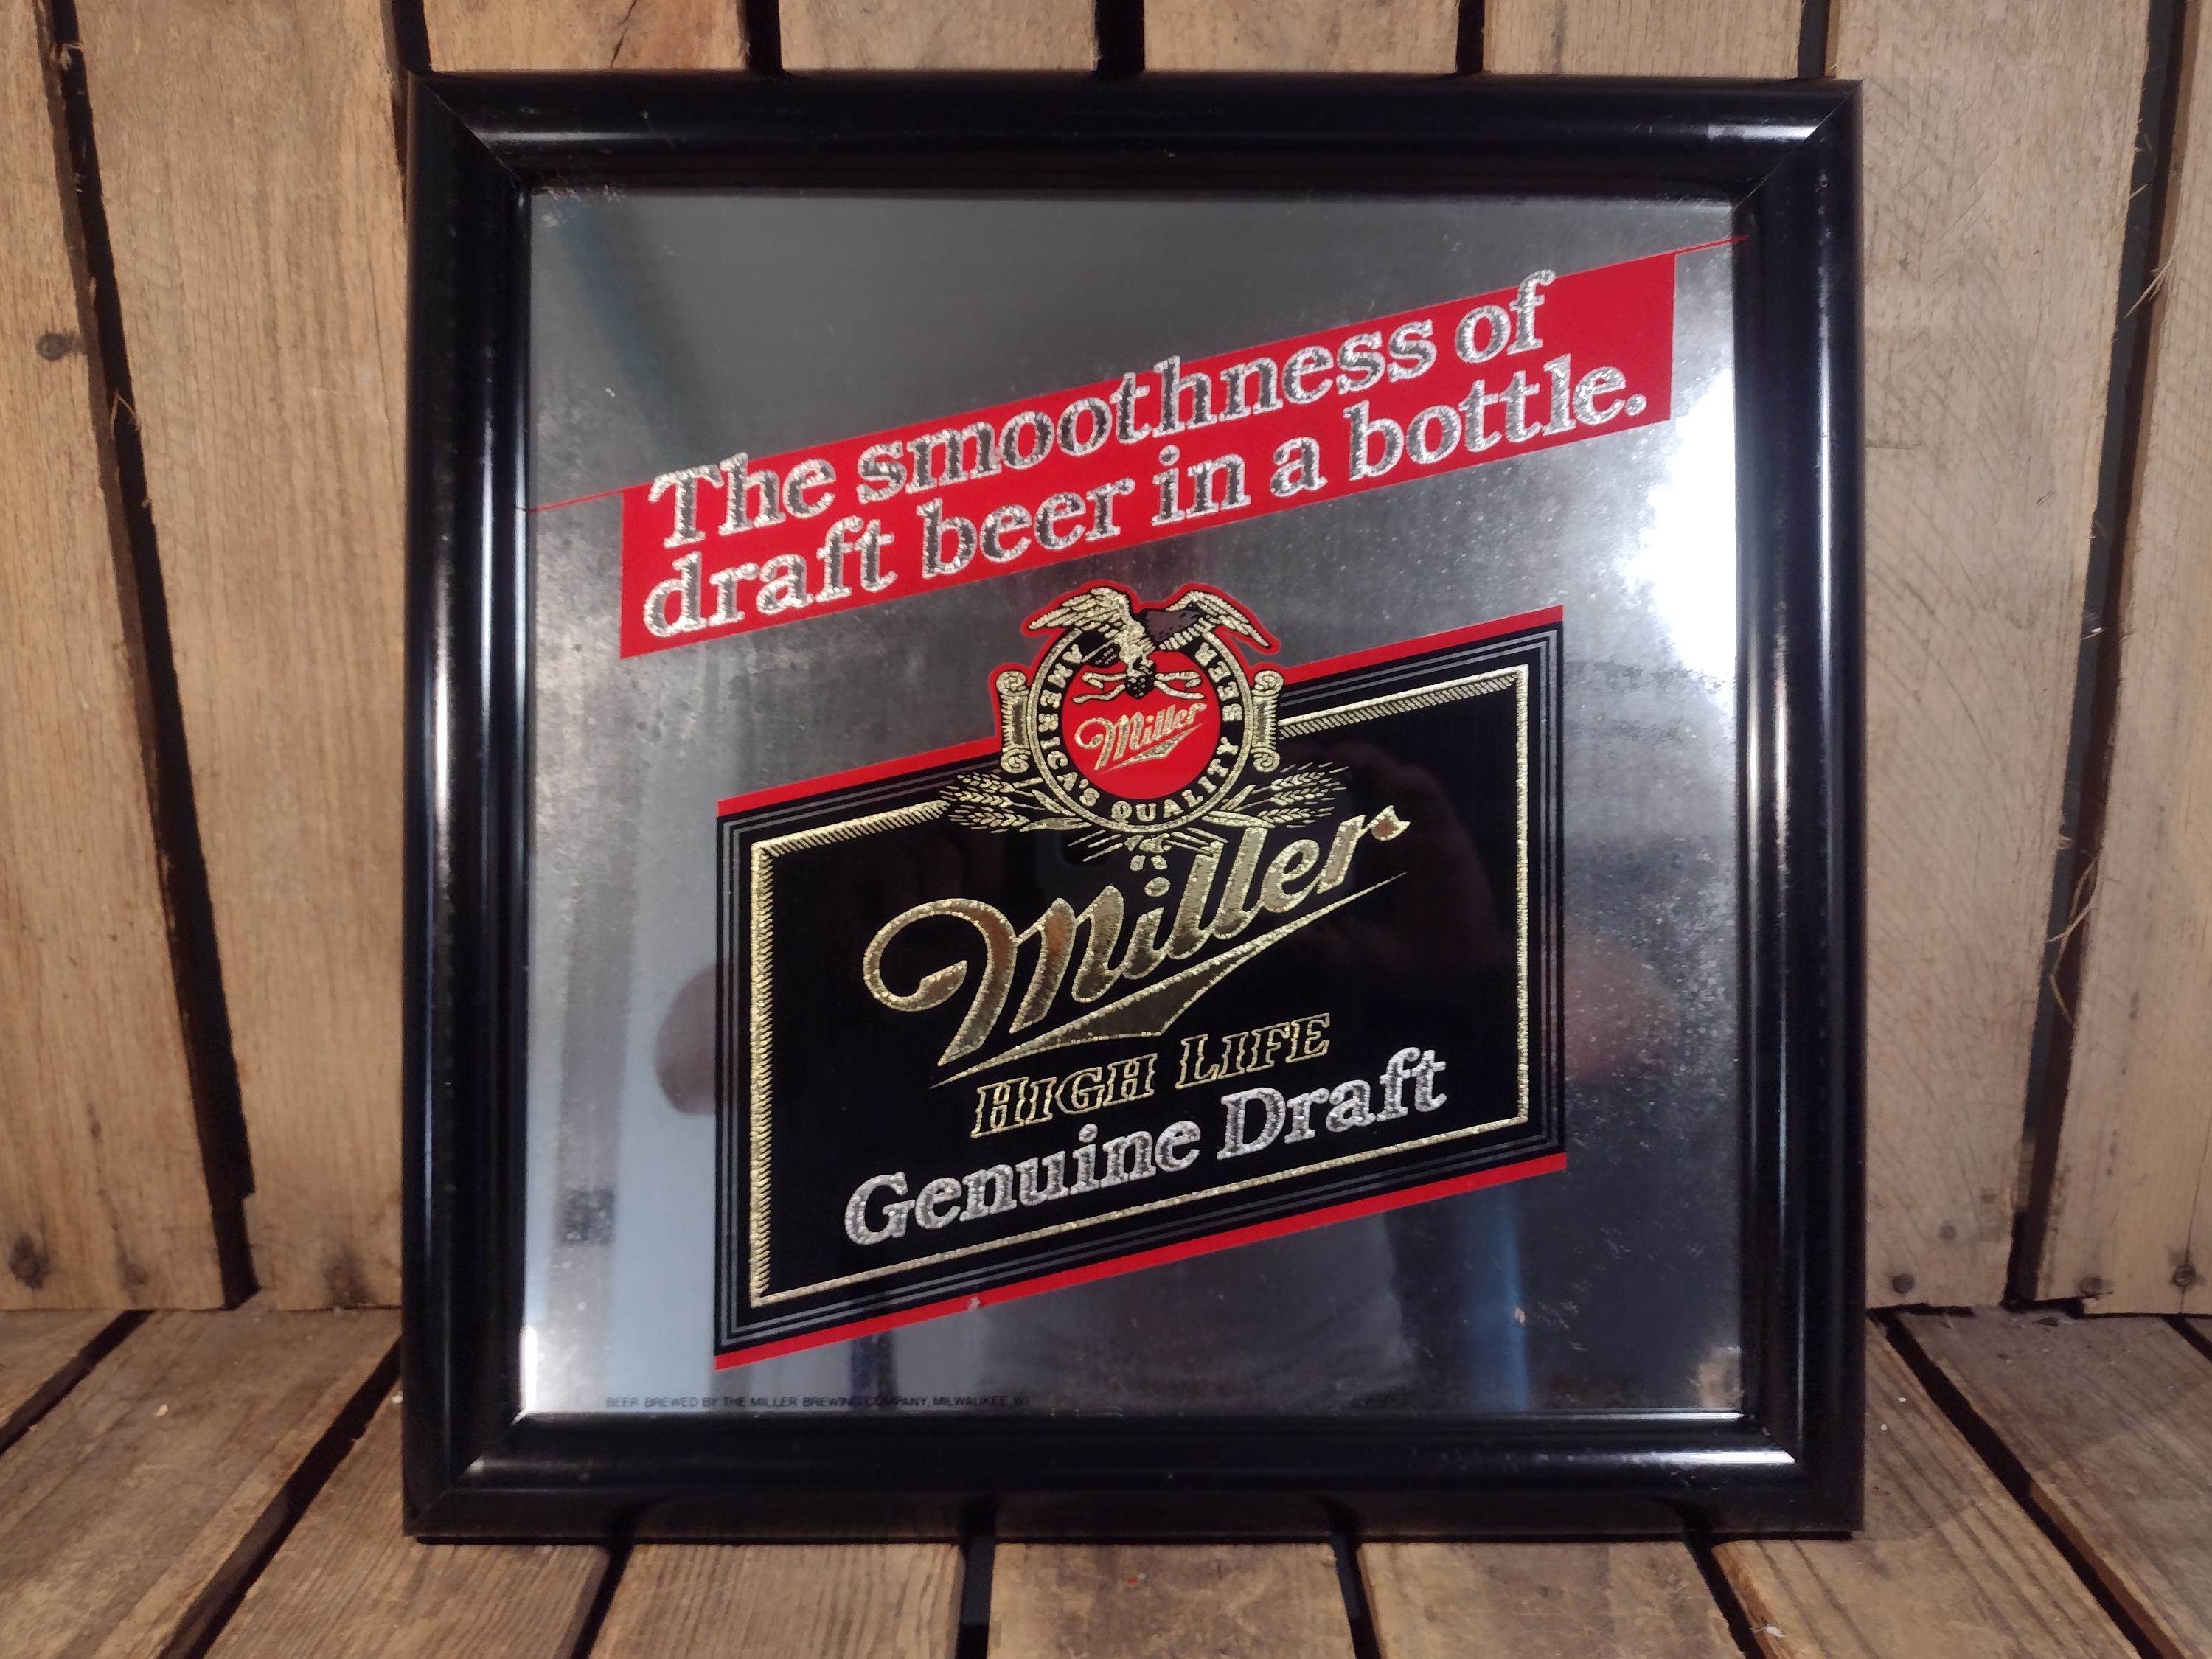 The smoothness of
draft beer in a bottle.
AMERICA'S QUALITY BEER
Miller
Miller
HIGH LIFE
Genuine Draft
BEER BREWED BY THE MILLER BREWING COMPANY, MILWAUKEE WI